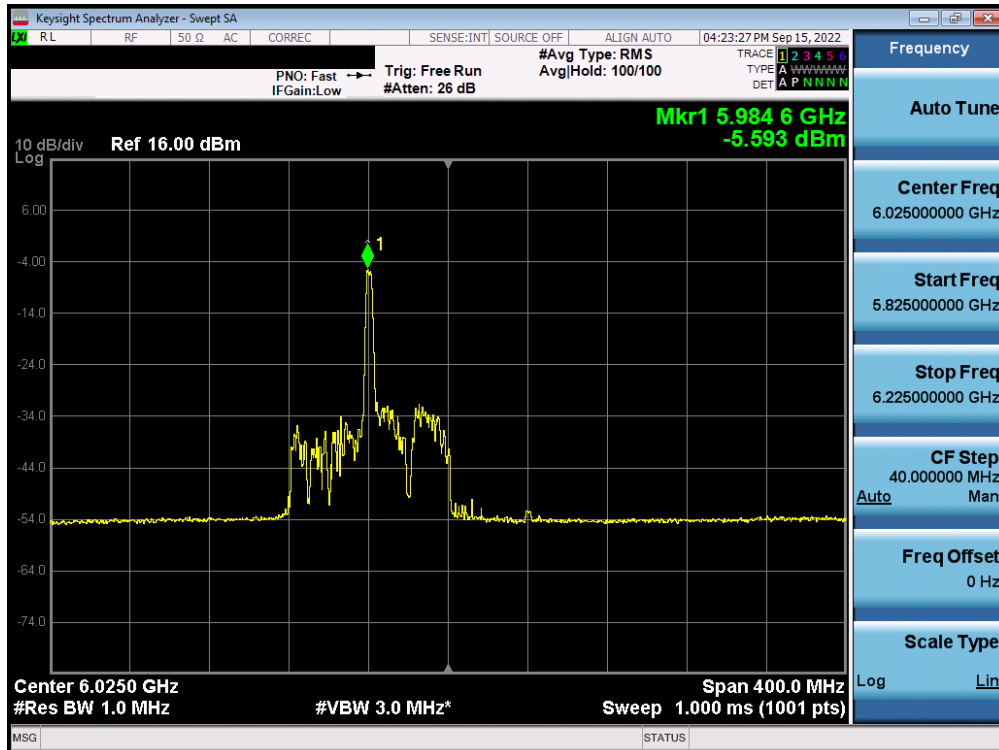 Keysight Spectrum Analyzer - Swept SA
LXI RL RF 50 Ω AC CORREC SENSE:INT SOURCE OFF ALIGN AUTO 04:23:27 PM Sep 15, 2022
PNO: Fast
IFGain:Low
Trig: Free Run
#Atten: 26 dB
#Avg Type: RMS
Avg|Hold: 100/100
TRACE 1 2 3 4 5 6
TYPE A WWWWW
DET A P N N N N
Mkr1 5.984 6 GHz
-5.593 dBm
10 dB/div Ref 16.00 dBm
Log
6.00
1
-4.00
-14.0
-24.0
-34.0
-44.0
-54.0
-64.0
-74.0
Center 6.0250 GHz Span 400.0 MHz
#Res BW 1.0 MHz #VBW 3.0 MHz* Sweep 1.000 ms (1001 pts)
MSG STATUS
Frequency
Auto Tune
Center Freq
6.025000000 GHz
Start Freq
5.825000000 GHz
Stop Freq
6.225000000 GHz
CF Step
40.000000 MHz
Auto Man
Freq Offset
0 Hz
Scale Type
Log Lin